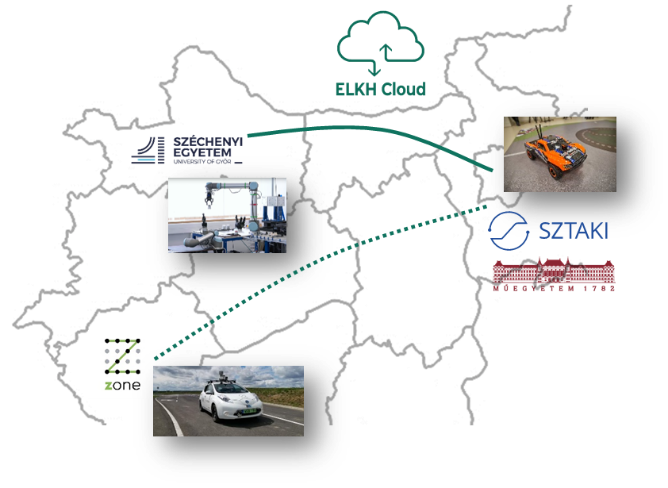 ELKH Cloud
SZÉCHENYI
EGYETEM
UNIVERSITY OF GYŐR
SZTAKI
MŰEGYETEM 1782
zone